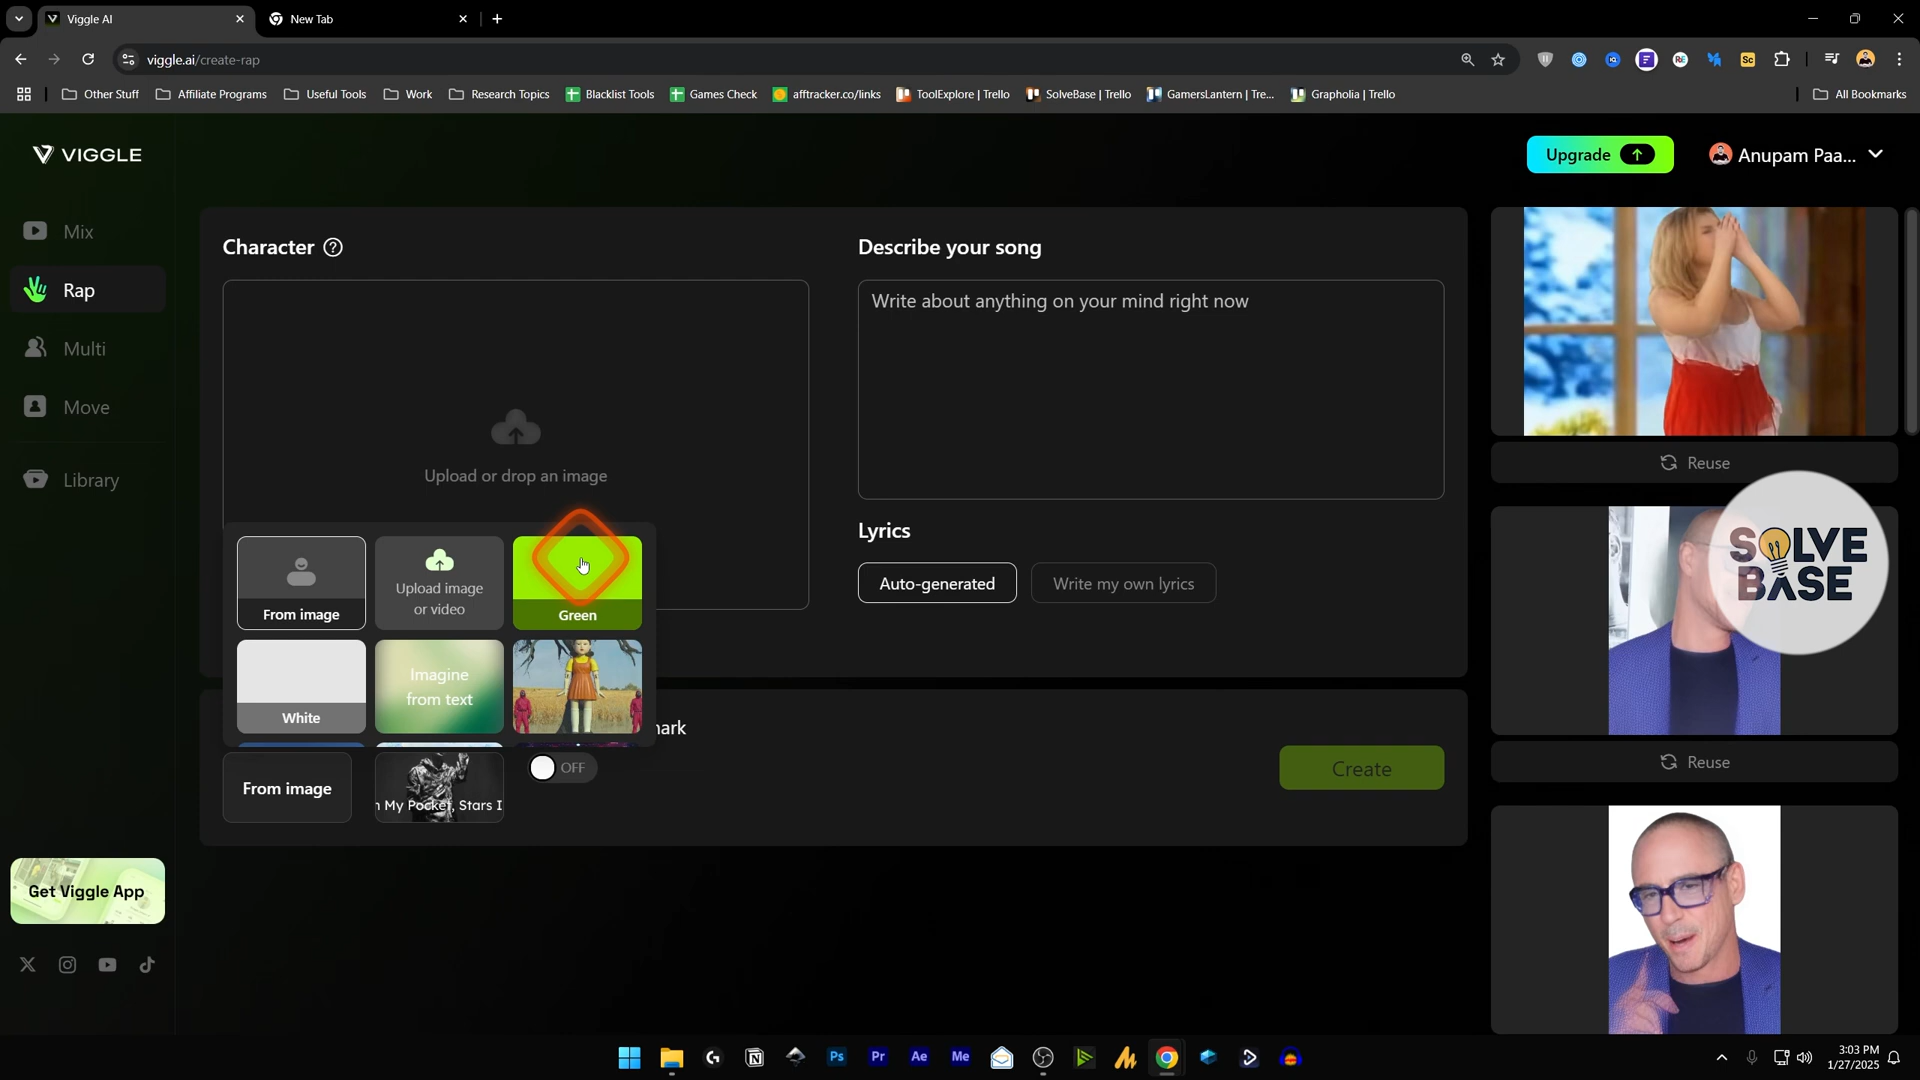 Viggle AI
New Tab
viggle.ai/create-rap
Sc
Other Stuff
Affiliate Programs
Useful Tools
Work
Research Topics
Blacklist Tools
Games Check
afftracker.co/links
ToolExplore | Trello
SolveBase | Trello
GamersLantern | Tre...
Grapholia | Trello
All Bookmarks
VIGGLE
Upgrade
Anupam Paa...
Mix
Rap
Multi
Move
Library
Character
Upload or drop an image
Describe your song
Write about anything on your mind right now
Lyrics
Auto-generated
Write my own lyrics
From image
Upload image
or video
Green
White
Imagine
from text
From image
My Pocket, Stars I
OFF
Create
Reuse
SOLVE
BASE
Reuse
Get Viggle App
Ps
Pr
Ae
Me
3:03 PM
1/27/2025